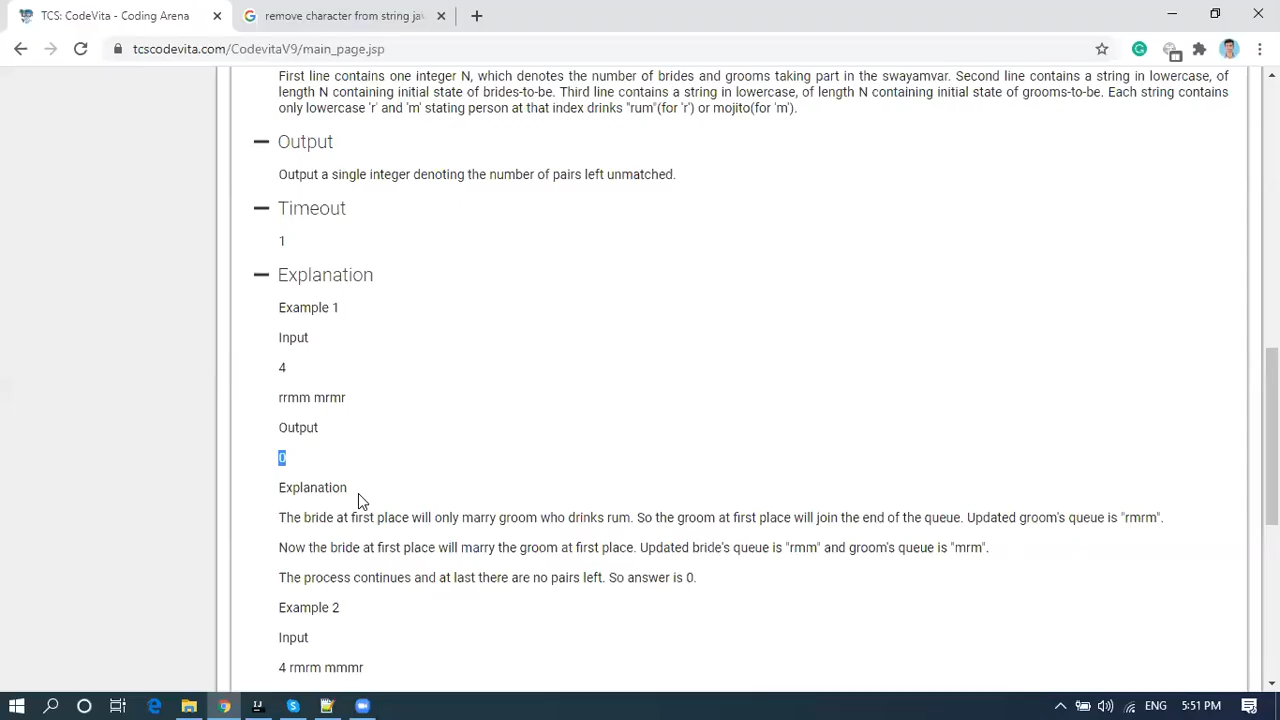 TCS: CodeVita - Coding Arena
remove character from string ja
tcscodevita.com/CodevitaV9/main_page.jsp
First line contains one integer N, which denotes the number of brides and grooms taking part in the swayamvar. Second line contains a string in lowercase, of
length N containing initial state of brides-to-be. Third line contains a string in lowercase, of length N containing initial state of grooms-to-be. Each string contains
only lowercase 'r' and 'm' stating person at that index drinks "rum"(for 'r') or mojito(for 'm').
Output
Output a single integer denoting the number of pairs left unmatched.
Timeout
1
Explanation
Example 1
Input
4
rrmm mrmr
Output
0
Explanation
The bride at first place will only marry groom who drinks rum. So the groom at first place will join the end of the queue. Updated groom's queue is "rmrm".
Now the bride at first place will marry the groom at first place. Updated bride's queue is "rmm" and groom's queue is "mrm".
The process continues and at last there are no pairs left. So answer is 0.
Example 2
Input
4 rmrm mmmr
ENG
5:51 PM